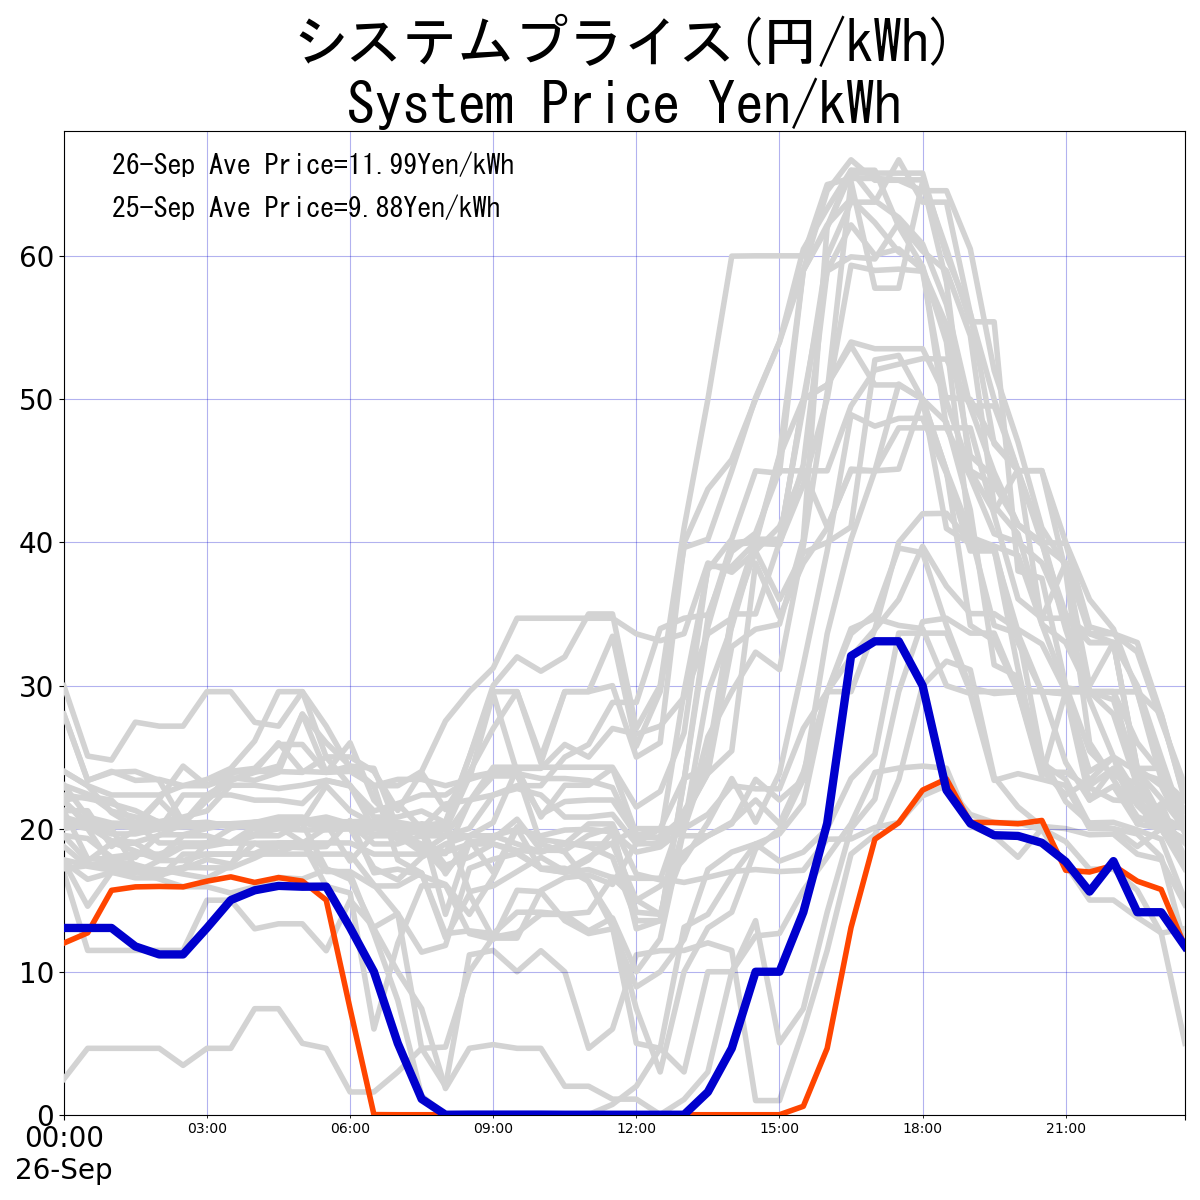 システムプライス(円/kWh)
System Price Yen/kWh
26-Sep Ave Price=11.99Yen/kWh
25-Sep Ave Price=9.88Yen/kWh
60
50
40
30
20
10
0
00:00 03:00 06:00 09:00 12:00 15:00 18:00 21:00
26-Sep